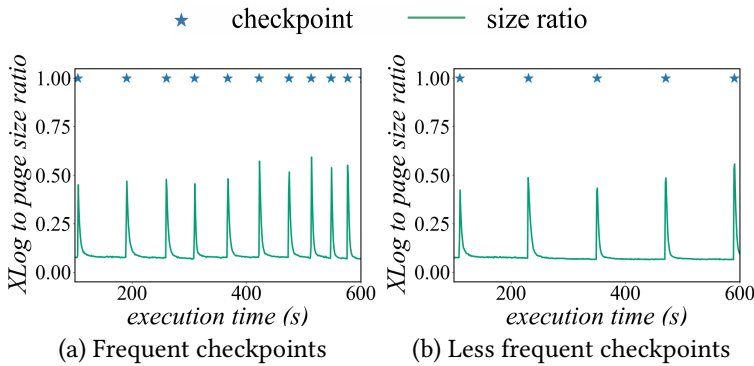 checkpoint size ratio
XLog to page size ratio
1.00
0.75
0.50
0.25
0.00
200 400 600
execution time (s)
(a) Frequent checkpoints
XLog to page size ratio
1.00
0.75
0.50
0.25
0.00
200 400 600
execution time (s)
(b) Less frequent checkpoints